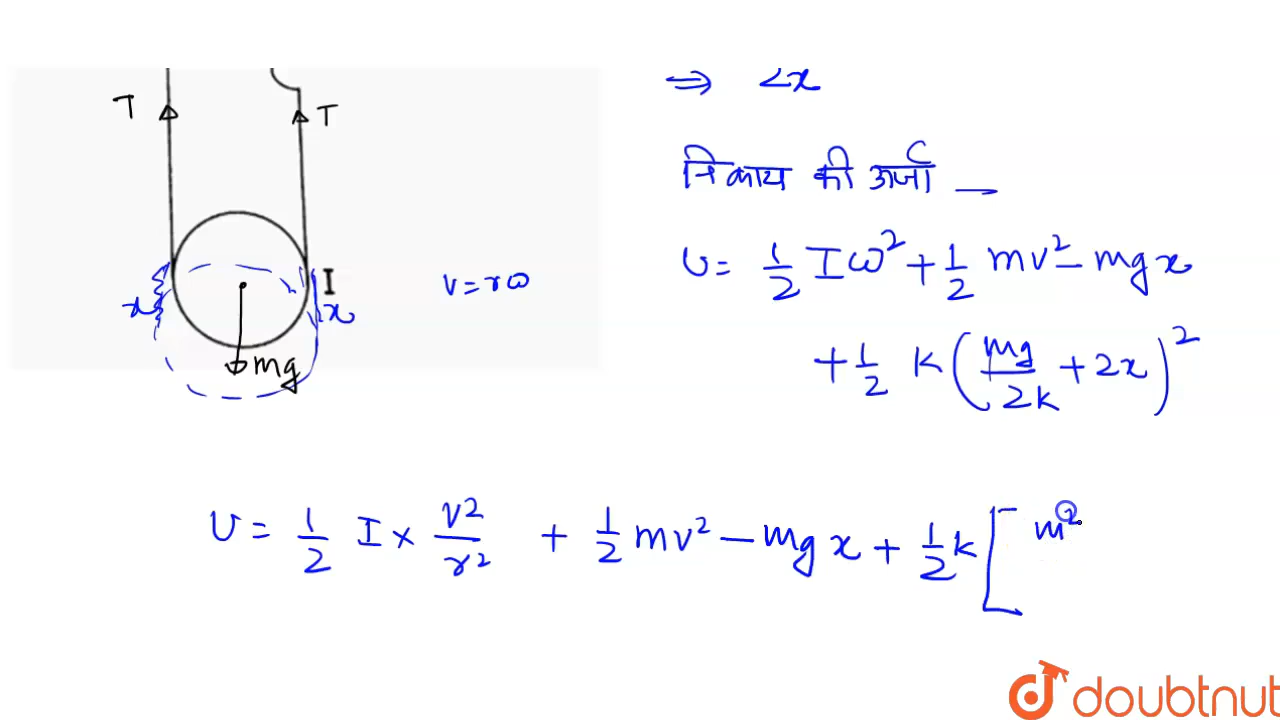 T T
⇒ 2x
निकाय की ऊर्जा —
x I x
v = rω
mg
U = 1/2 Iω² + 1/2 mv² - mgx
+ 1/2 k (mg/2k + 2x)²
U = 1/2 I × v²/r² + 1/2 mv² - mgx + 1/2 k [ m²
doubtnut